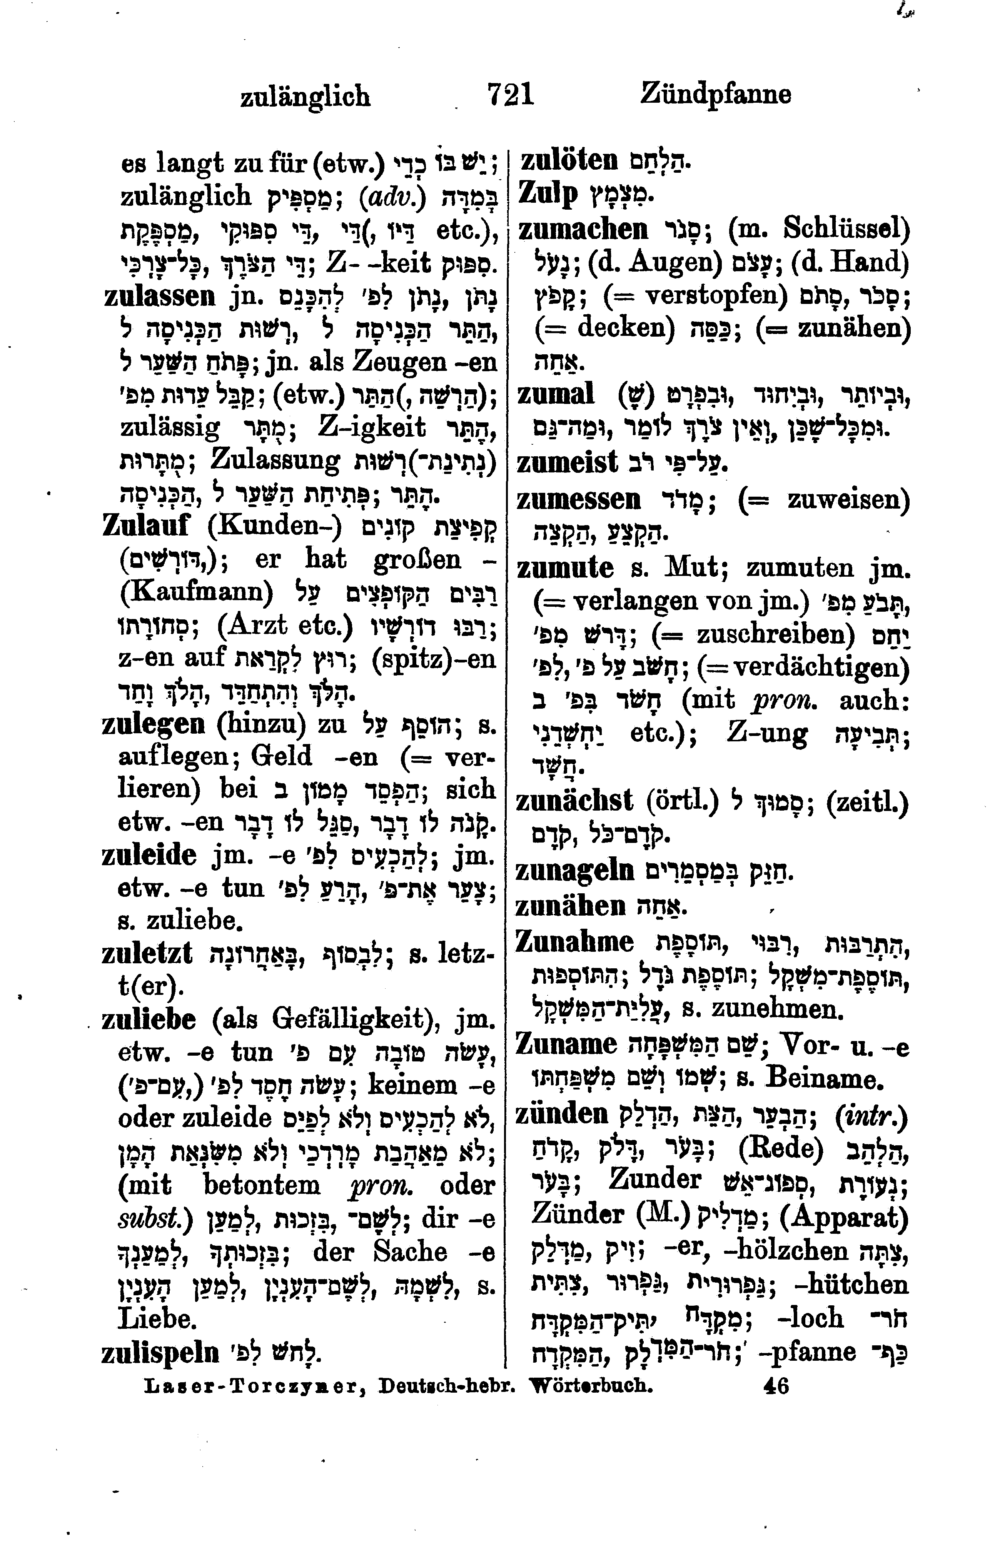 zulänglich 721 Zündpfanne
es langt zu für (etw.) יֶשׁ בּוֹ כְדֵי;
zulänglich מַסְפִּיק; (adv.) בְּמִדָּה
מְסַפֶּקֶת, דֵּי סִפּוּקִי, דַּי(, דַּיּוֹ etc.),
כָּל־צָרְכִּי, דֵּי הַצֹּרֶךְ; Z- -keit סִפּוּק.
zulassen jn. נָתֹן, נָתֹן לְפ' לְהִכָּנֵס
הַתֵּר הַכְּנִיסָה ל, רְשׁוּת הַכְּנִיסָה ל
פָּתֹחַ הַשַּׁעַר ל; jn. als Zeugen -en
קַבֵּל עֵדוּת מִפ'; (etw.) הַתֵּר(, הַרְשָׁה);
zulässig מֻתָּר; Z-igkeit הֶתֵּר,
מֻתָּרוּת; Zulassung רְשׁוּת(־נְתִינַת)
הֶתֵּר; פְּתִיחַת הַשַּׁעַר ל, הַכְּנִיסָה.
Zulauf (Kunden-) קְפִיצַת קוֹנִים
(דּוֹרְשִׁים,); er hat großen -
(Kaufmann) רַבִּים הַקּוֹפְצִים עַל
סְחוֹרָתוֹ; (Arzt etc.) רַבּוּ דוֹרְשָׁיו;
z-en auf רוּץ לִקְרַאת; (spitz)-en
הָלֹךְ וְהִתְחַדֵּד, הָלֹךְ וָחַד.
zulegen (hinzu) zu הוֹסֵף עַל; s.
auflegen; Geld -en (= ver-
lieren) bei הַפְסֵד מָמוֹן ב; sich
etw. -en קָנֹה לוֹ דָבָר, סַגֵּל לוֹ דָבָר.
zuleide jm. -e לְהַכְעִים לְפ'; jm.
etw. -e tun צַעֵר אֶת־פ', הָרֵעַ לְפ';
s. zuliebe.
zuletzt לְבַסּוֹף, בָּאַחֲרוֹנָה; s. letz-
t(er).
zuliebe (als Gefälligkeit), jm.
etw. -e tun עָשֹׂה טוֹבָה עִם פ',
עָשֹׂה חֶסֶד לְפ' (,עִם־פ'); keinem -e
oder zuleide לֹא לְהַכְעִים וְלֹא לְפַיֵּם,
לֹא מֵאַהֲבַת מָרְדְּכַי וְלֹא מִשִּׂנְאַת הָמָן;
(mit betontem pron. oder
subst.) לְשֵׁם־, בִּזְכוּת, לְמַעַן; dir -e
לְמַעַנְךָ, בִּזְכוּתְךָ; der Sache -e
לִשְׁמָהּ, לְשֵׁם־הָעִנְיָן, לְמַעַן הָעִנְיָן, s.
Liebe.
zulispeln לָחֹשׁ לְפ'.
zulöten הַלְחֵם.
Zulp מִצְמָץ.
zumachen סָגֹר; (m. Schlüssel)
נָעֹל; (d. Augen) עָצֹם; (d. Hand)
קָפֹץ; (= verstopfen) סָתֹם, סָכֹר;
(= decken) כַּסֵּה; (= zunähen)
אַחֵה.
zumal (שֶׁ) וּבִפְרָט, וּבְיִחוּד, וּבְיוֹתֵר,
וּמִכָּל־שֶׁכֵּן, וְאֵין צֹרֶךְ לוֹמַר, וּמַה־גַּם.
zumeist עַל־פִּי רֹב.
zumessen מָדֹד; (= zuweisen)
הַקְצֵעַ, הַקְצֵה.
zumute s. Mut; zumuten jm.
(= verlangen von jm.) תָּבֹעַ מִפ',
דָּרֹשׁ מִפ'; (= zuschreiben) יַחֵם
לְפ', חָשֹׁב עַל פ'; (= verdächtigen)
חָשֹׁד בְּפ' ב (mit pron. auch:
יַחְשְׁדֵנִי etc.); Z-ung תְּבִיעָה;
חֲשָׁד.
zunächst (örtl.) סָמוּךְ ל; (zeitl.)
קֹדֶם־כֹּל, קֹדֶם.
zunageln חַזֵּק בְּמַסְמְרִים.
zunähen אַחֵה.
Zunahme תּוֹסֶפֶת, רִבּוּי, הִתְרַבּוּת,
הִתּוֹסְפוּת; תּוֹסֶפֶת גֹּדֶל; תּוֹסֶפֶת־מִשְׁקָל,
עֲלִיַּת־הַמִּשְׁקָל, s. zunehmen.
Zuname שֵׁם הַמִּשְׁפָּחָה; Vor- u. -e
שְׁמוֹ וְשֵׁם מִשְׁפַּחְתּוֹ; s. Beiname.
zünden הַבְעֵר, הַצֵּת, הַדְלֵק; (intr.)
בָּעֹר, דָּלֹק, קָדֹחַ; (Rede) הַלְהֵב,
בָּעֹר; Zunder סְפוֹג־אֵשׁ, נְעוֹרֶת;
Zünder (M.) מַדְלִיק; (Apparat)
מַדְלֵק, זִיק; -er, -hölzchen צִתָּה,
צִתִּית, גַּפְרוּר, גַּפְרוּרִית; -hütchen
תִּיק־הַמִּקְדָּח, מִקְדָּח; -loch חֹר־
הַמִּקְדָּח, חֹר־הַמַּדְלֵק; -pfanne כַּף־
Laser-Torczyner, Deutsch-hebr. Wörterbuch. 46